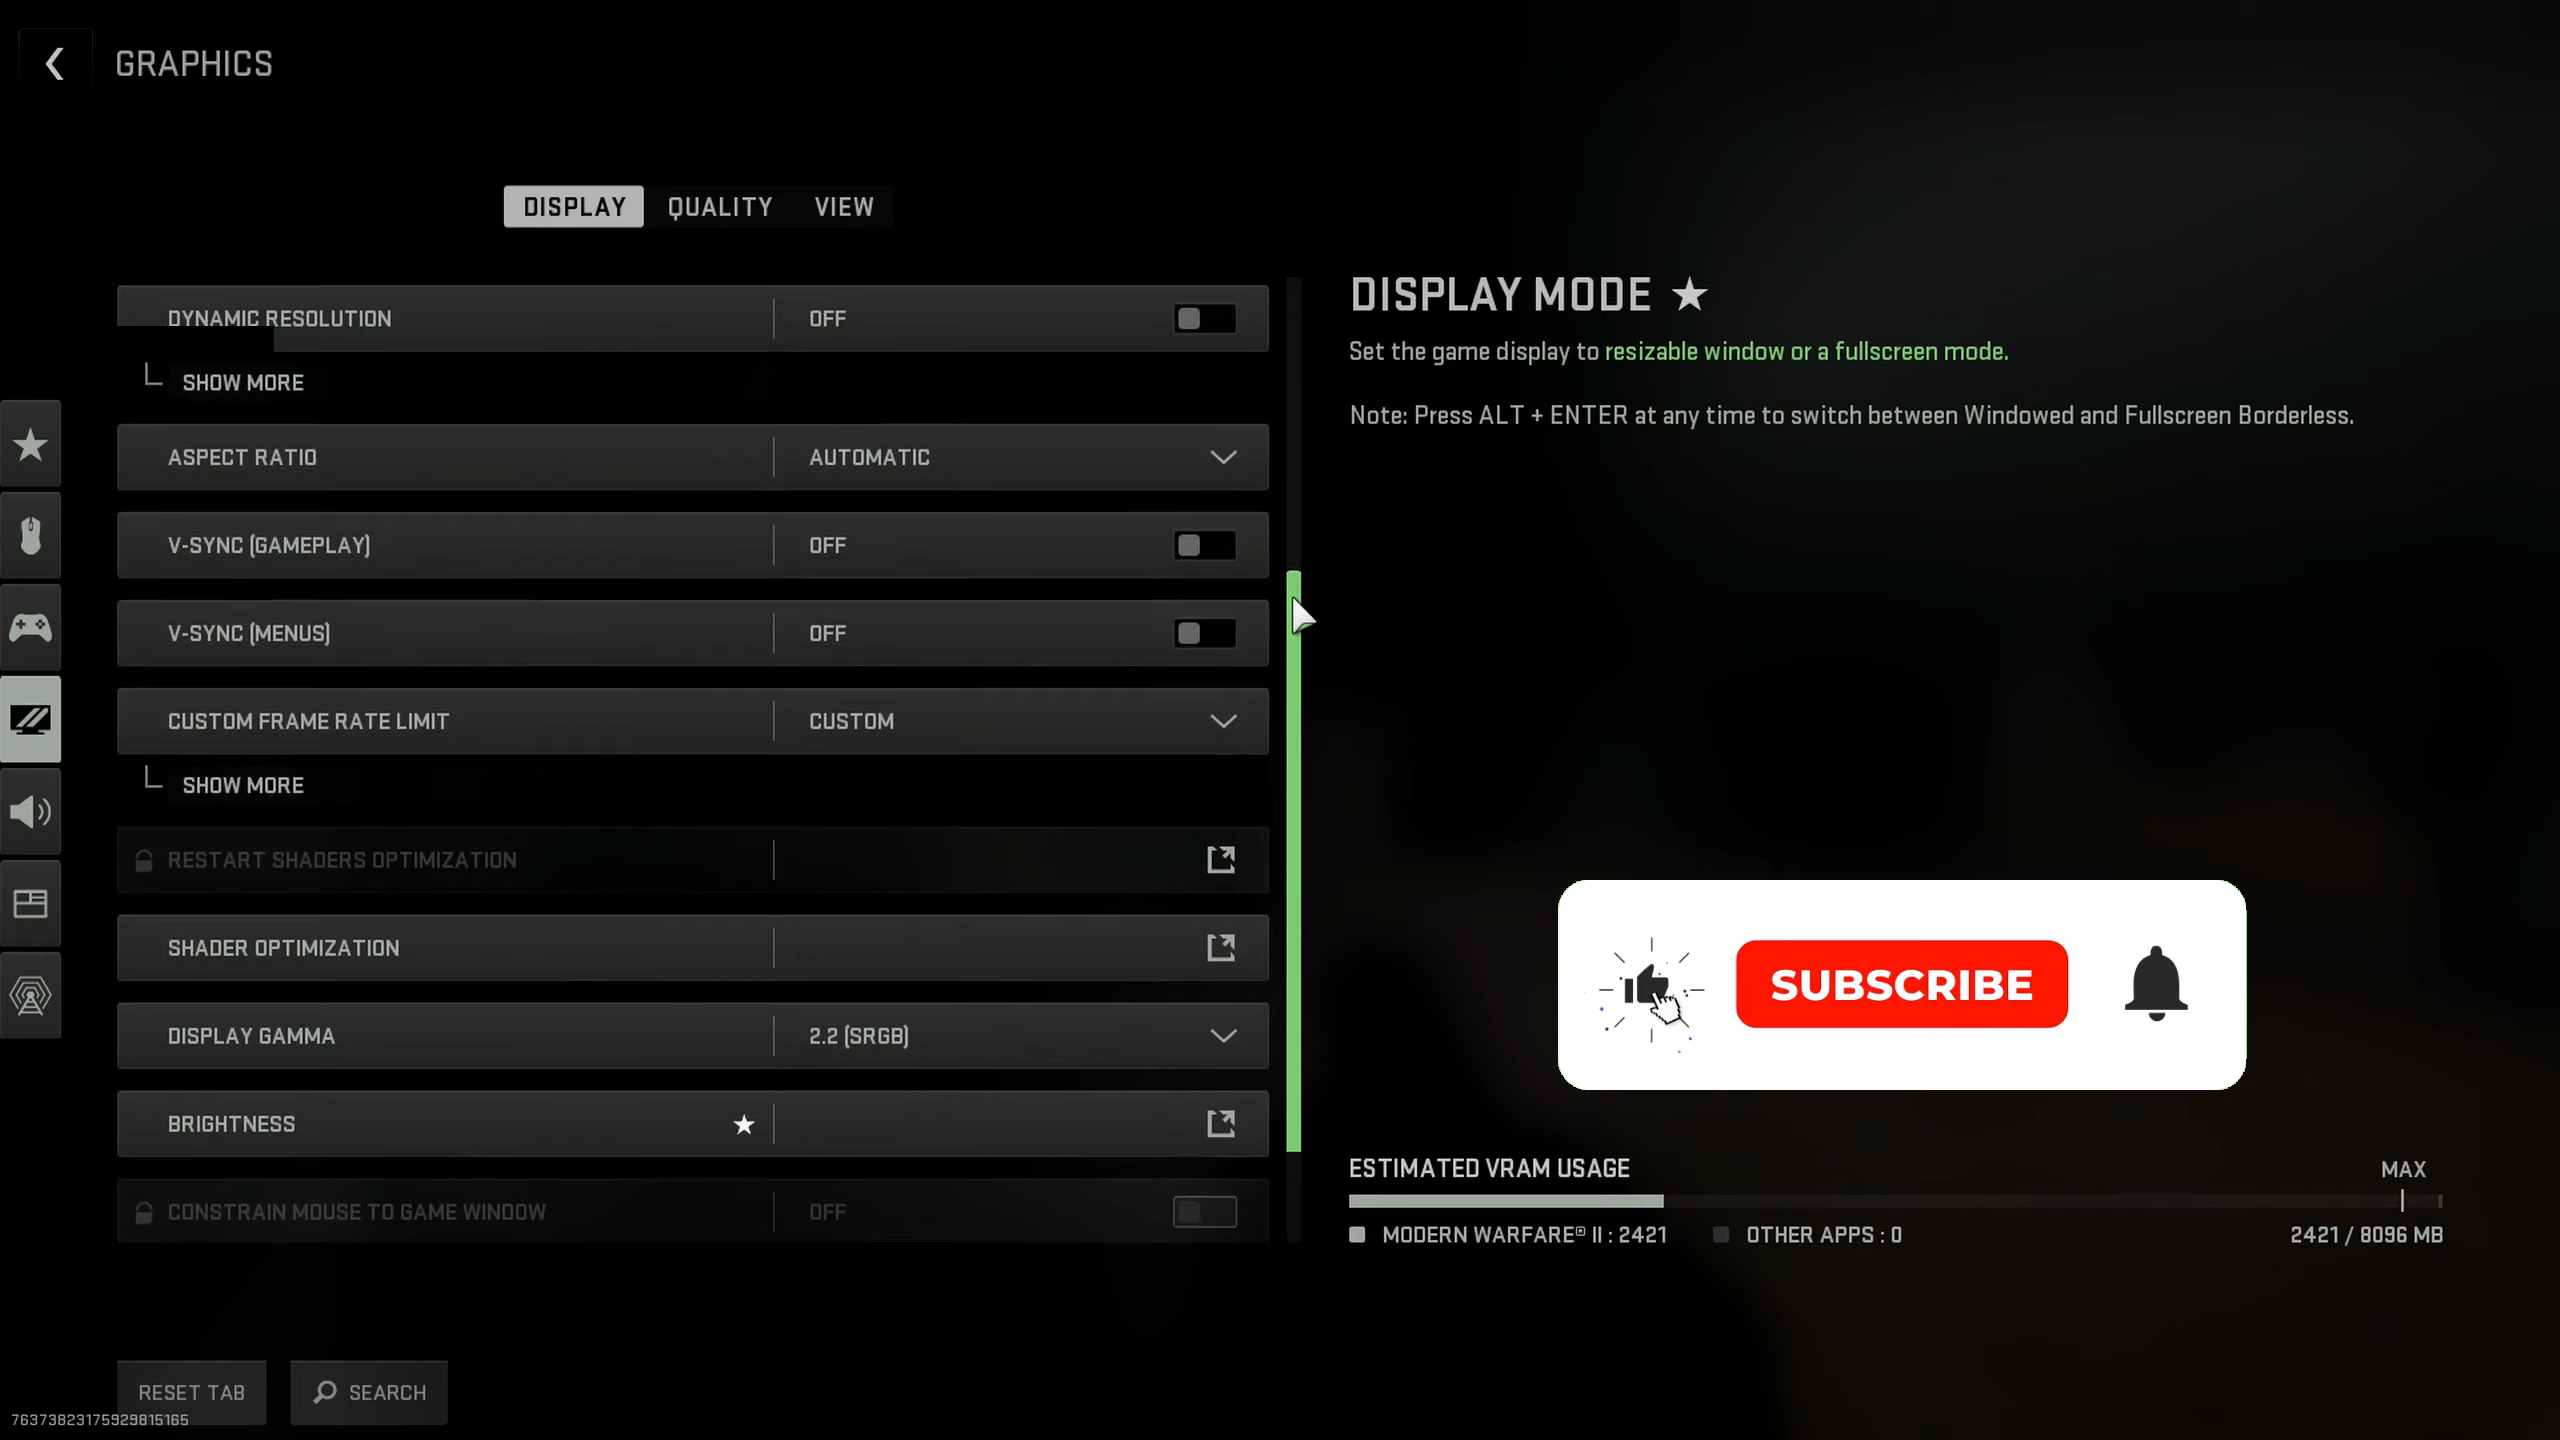 GRAPHICS
DISPLAY QUALITY VIEW
DYNAMIC RESOLUTION OFF
SHOW MORE
ASPECT RATIO AUTOMATIC
V-SYNC (GAMEPLAY) OFF
V-SYNC (MENUS) OFF
CUSTOM FRAME RATE LIMIT CUSTOM
SHOW MORE
RESTART SHADERS OPTIMIZATION
SHADER OPTIMIZATION
DISPLAY GAMMA 2.2 (SRGB)
BRIGHTNESS
CONSTRAIN MOUSE TO GAME WINDOW OFF
DISPLAY MODE
Set the game display to resizable window or a fullscreen mode.
Note: Press ALT + ENTER at any time to switch between Windowed and Fullscreen Borderless.
SUBSCRIBE
ESTIMATED VRAM USAGE MAX
MODERN WARFARE® II : 2421 OTHER APPS : 0 2421 / 8096 MB
RESET TAB SEARCH
76373823175929815165